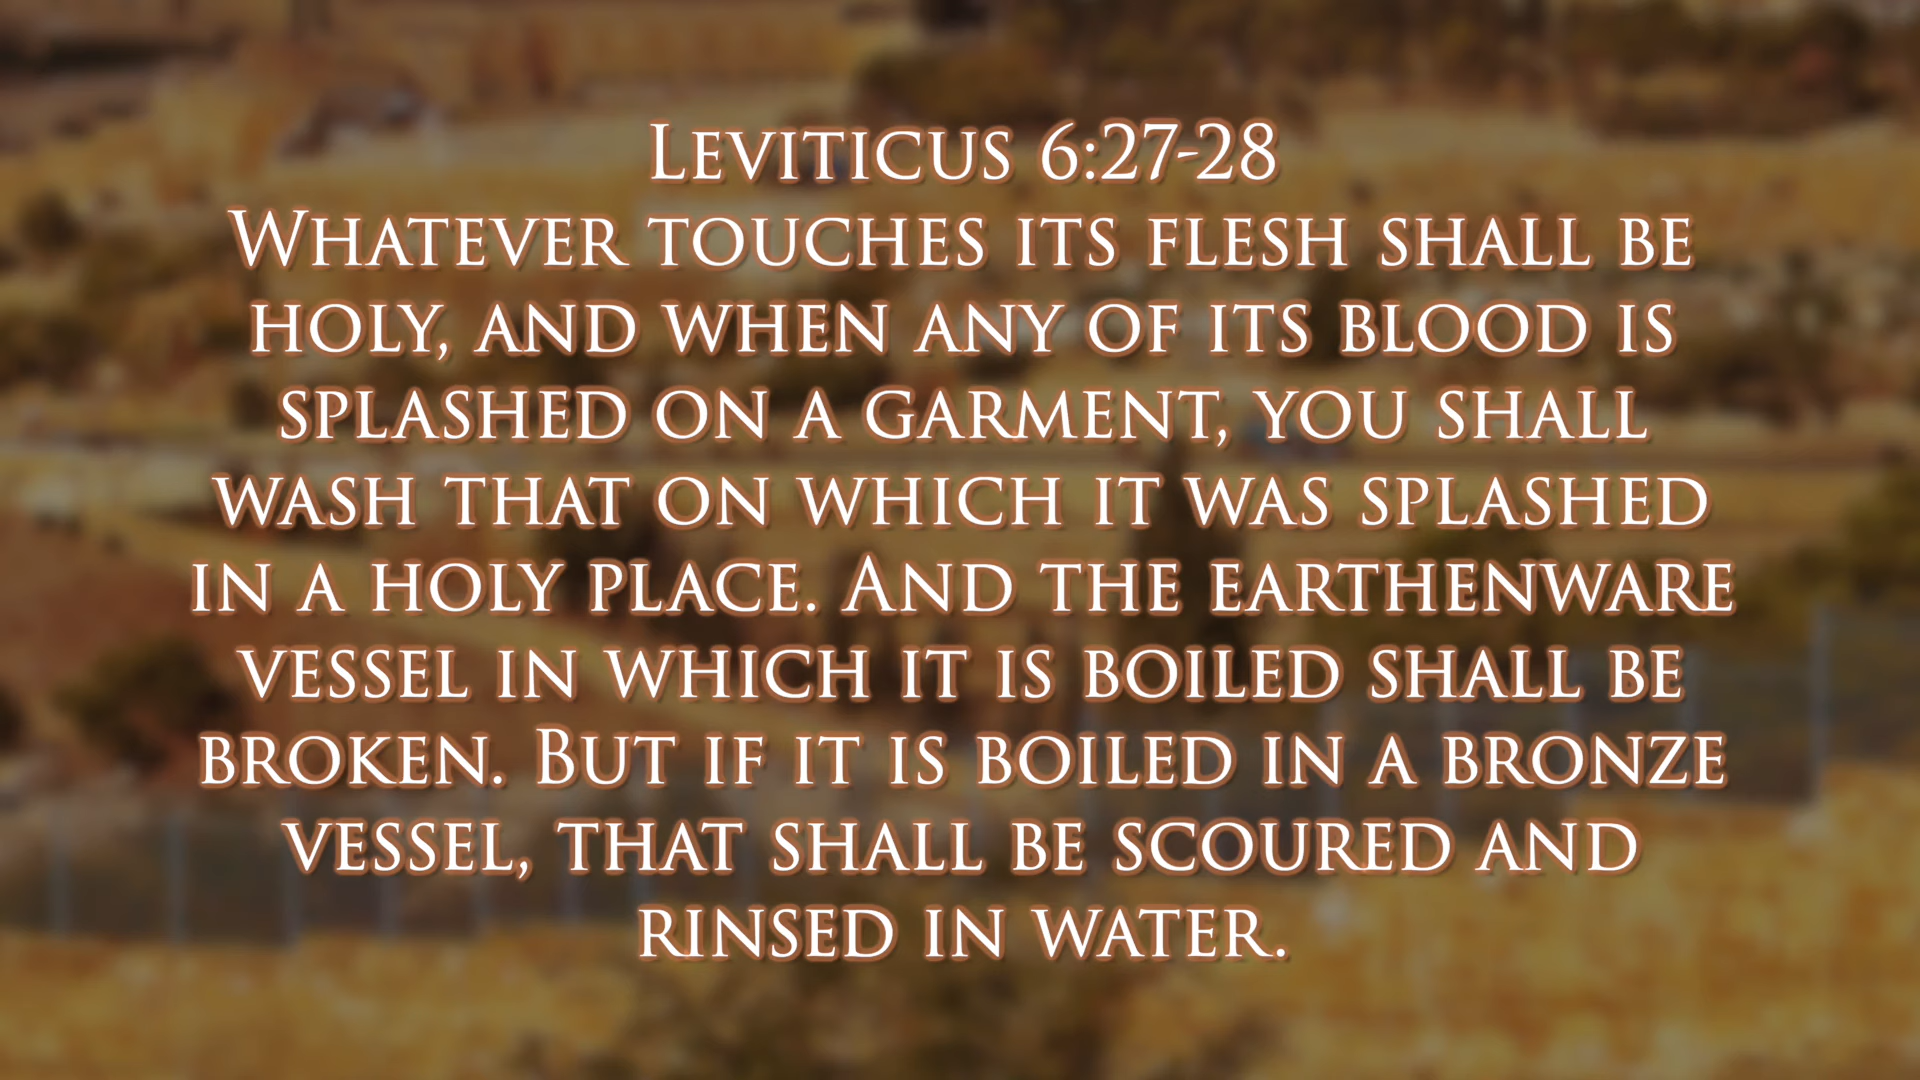 Leviticus 6:27-28
Whatever touches its flesh shall be
holy, and when any of its blood is
splashed on a garment, you shall
wash that on which it was splashed
in a holy place. And the earthenware
vessel in which it is boiled shall be
broken. But if it is boiled in a bronze
vessel, that shall be scoured and
rinsed in water.